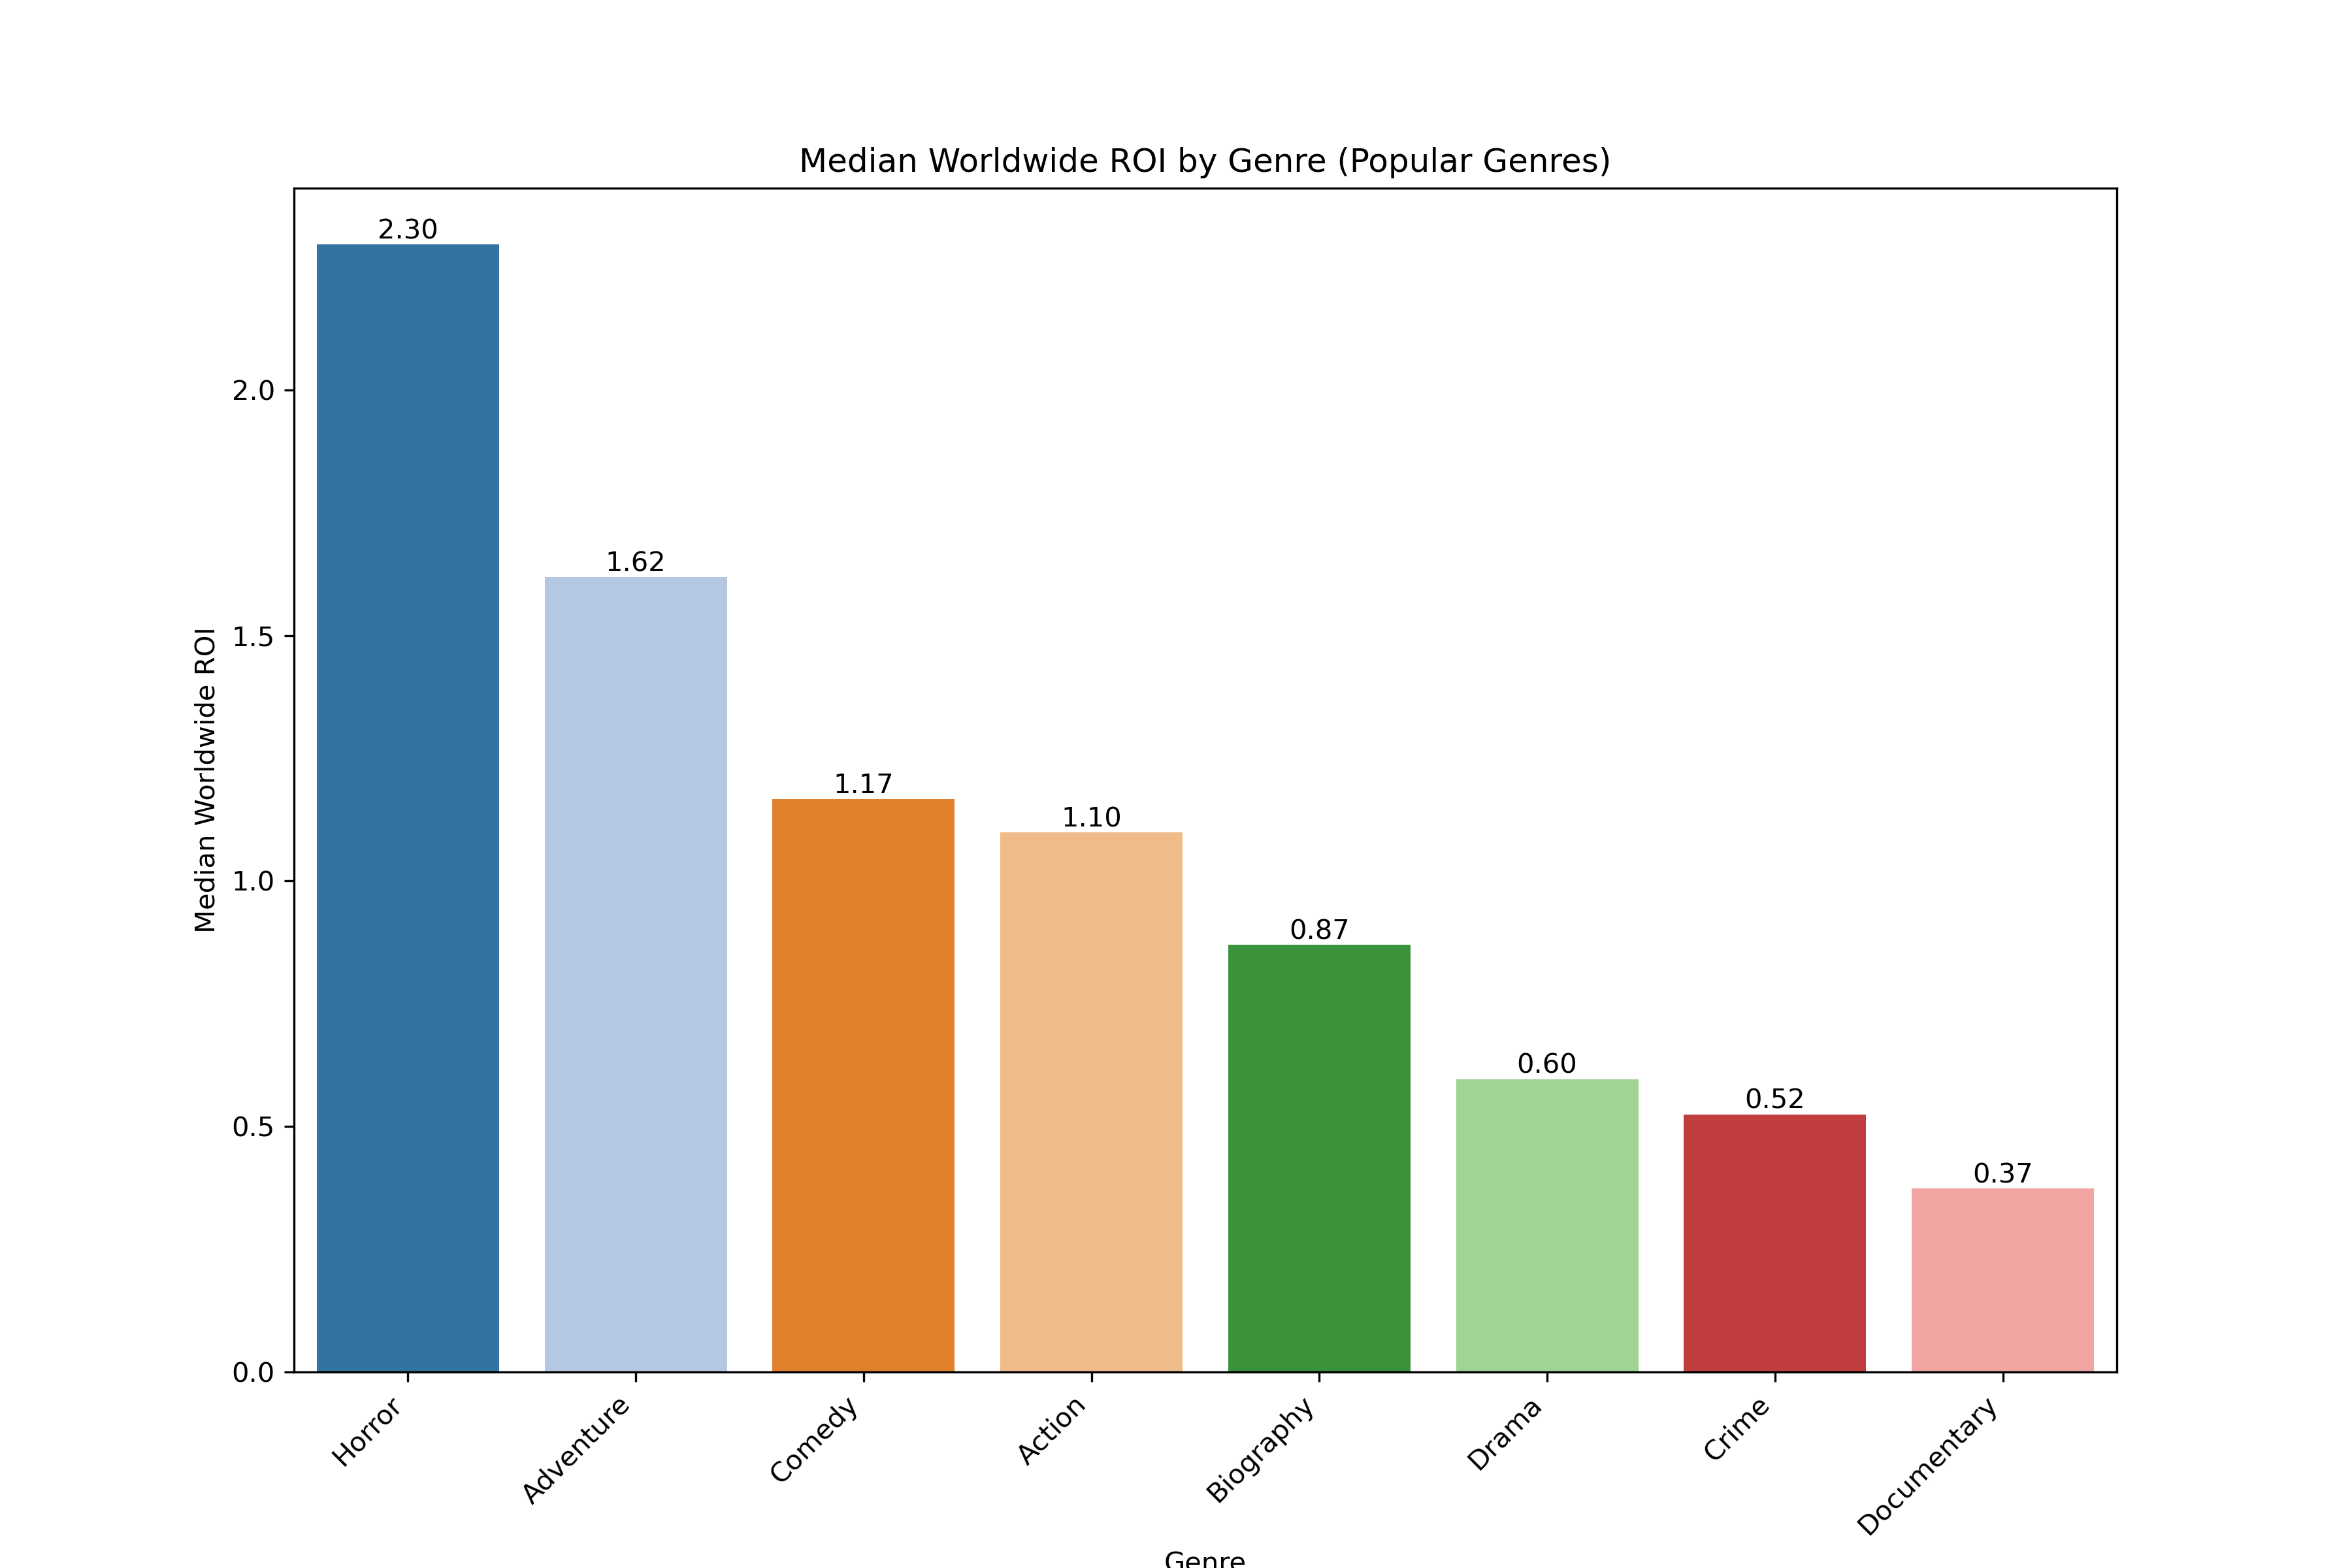 Median Worldwide ROI by Genre (Popular Genres)
Median Worldwide ROI
2.0
1.5
1.0
0.5
0.0
2.30
1.62
1.17
1.10
0.87
0.60
0.52
0.37
Horror
Adventure
Comedy
Action
Biography
Drama
Crime
Documentary
Genre